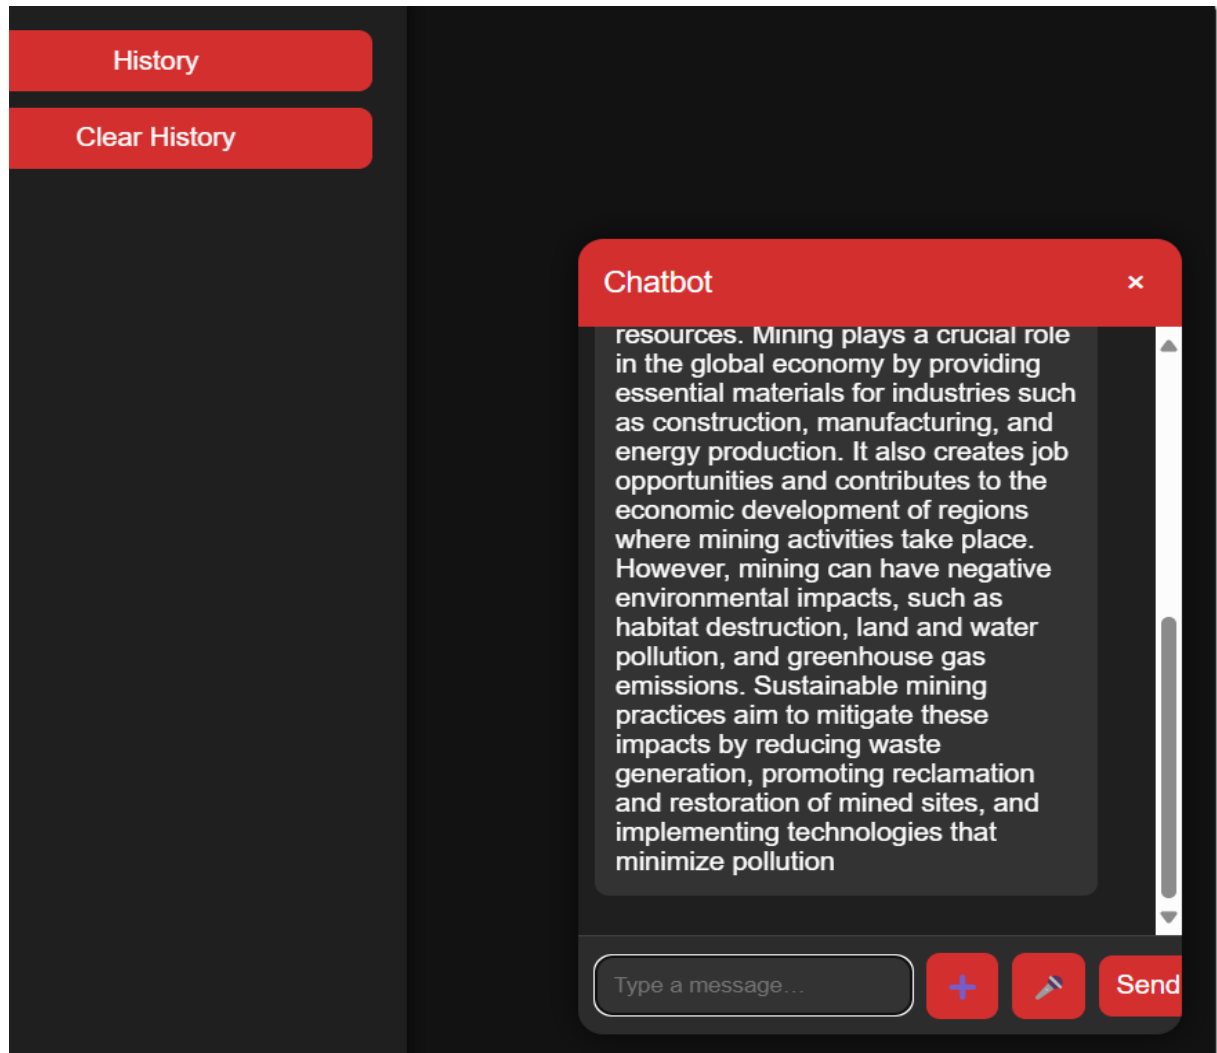 History
Clear History
Chatbot
×
resources. Mining plays a crucial role
in the global economy by providing
essential materials for industries such
as construction, manufacturing, and
energy production. It also creates job
opportunities and contributes to the
economic development of regions
where mining activities take place.
However, mining can have negative
environmental impacts, such as
habitat destruction, land and water
pollution, and greenhouse gas
emissions. Sustainable mining
practices aim to mitigate these
impacts by reducing waste
generation, promoting reclamation
and restoration of mined sites, and
implementing technologies that
minimize pollution
Type a message...
Send